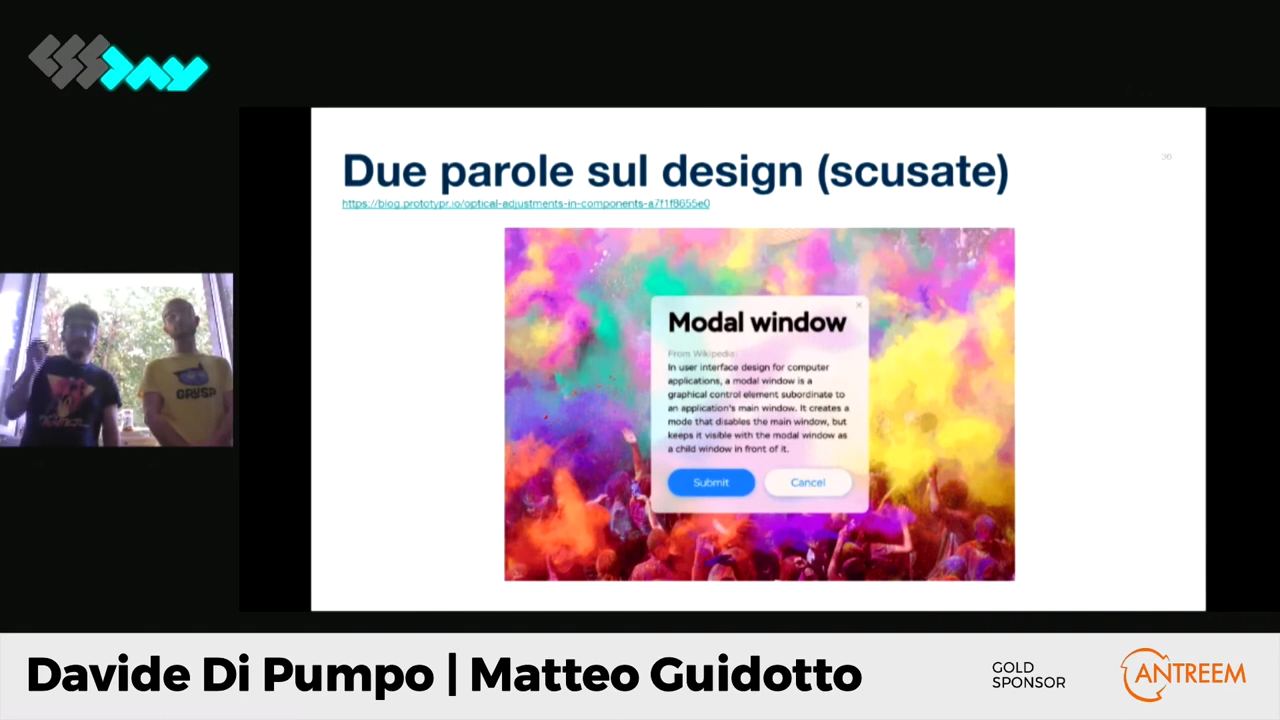 CSSDAY
Due parole sul design (scusate)
https://blog.prototypr.io/optical-adjustments-in-components-a7f1f8655e0
Modal window
From Wikipedia:
In user interface design for computer
applications, a modal window is a
graphical control element subordinate to
an application's main window. It creates a
mode that disables the main window, but
keeps it visible with the modal window as
a child window in front of it.
Submit
Cancel
Davide Di Pumpo | Matteo Guidotto
GOLD
SPONSOR
ANTREEM